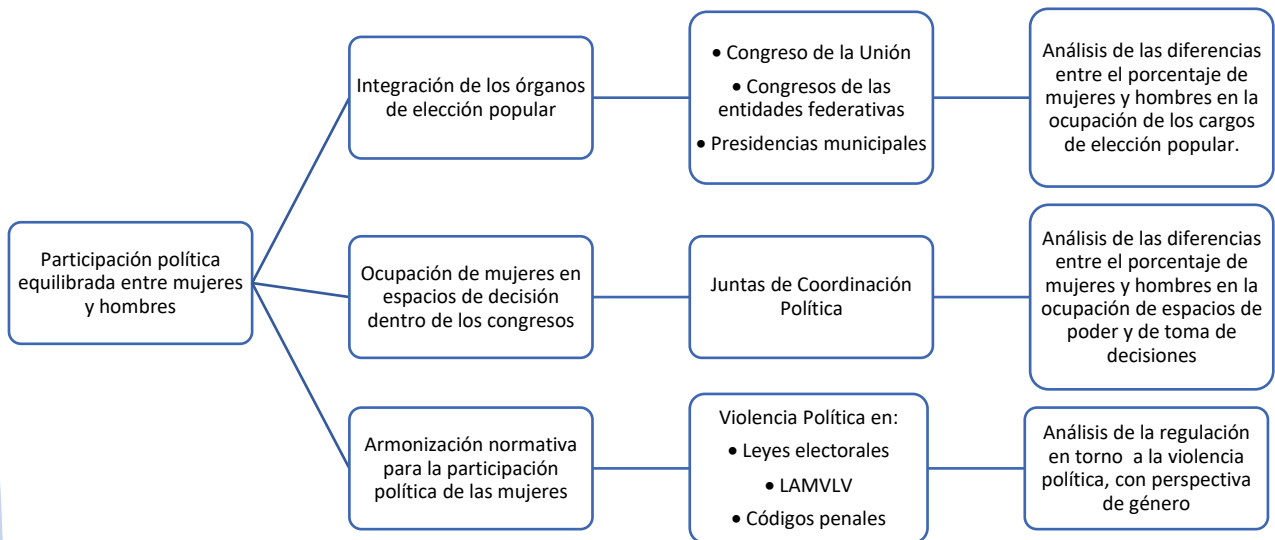 Participación política
equilibrada entre mujeres
y hombres
Integración de los órganos
de elección popular
• Congreso de la Unión
• Congresos de las
entidades federativas
• Presidencias municipales
Análisis de las diferencias
entre el porcentaje de
mujeres y hombres en la
ocupación de los cargos
de elección popular.
Ocupación de mujeres en
espacios de decisión
dentro de los congresos
Juntas de Coordinación
Política
Análisis de las diferencias
entre el porcentaje de
mujeres y hombres en la
ocupación de espacios de
poder y de toma de
decisiones
Armonización normativa
para la participación
política de las mujeres
Violencia Política en:
• Leyes electorales
• LAMVLV
• Códigos penales
Análisis de la regulación
en torno a la violencia
política, con perspectiva
de género